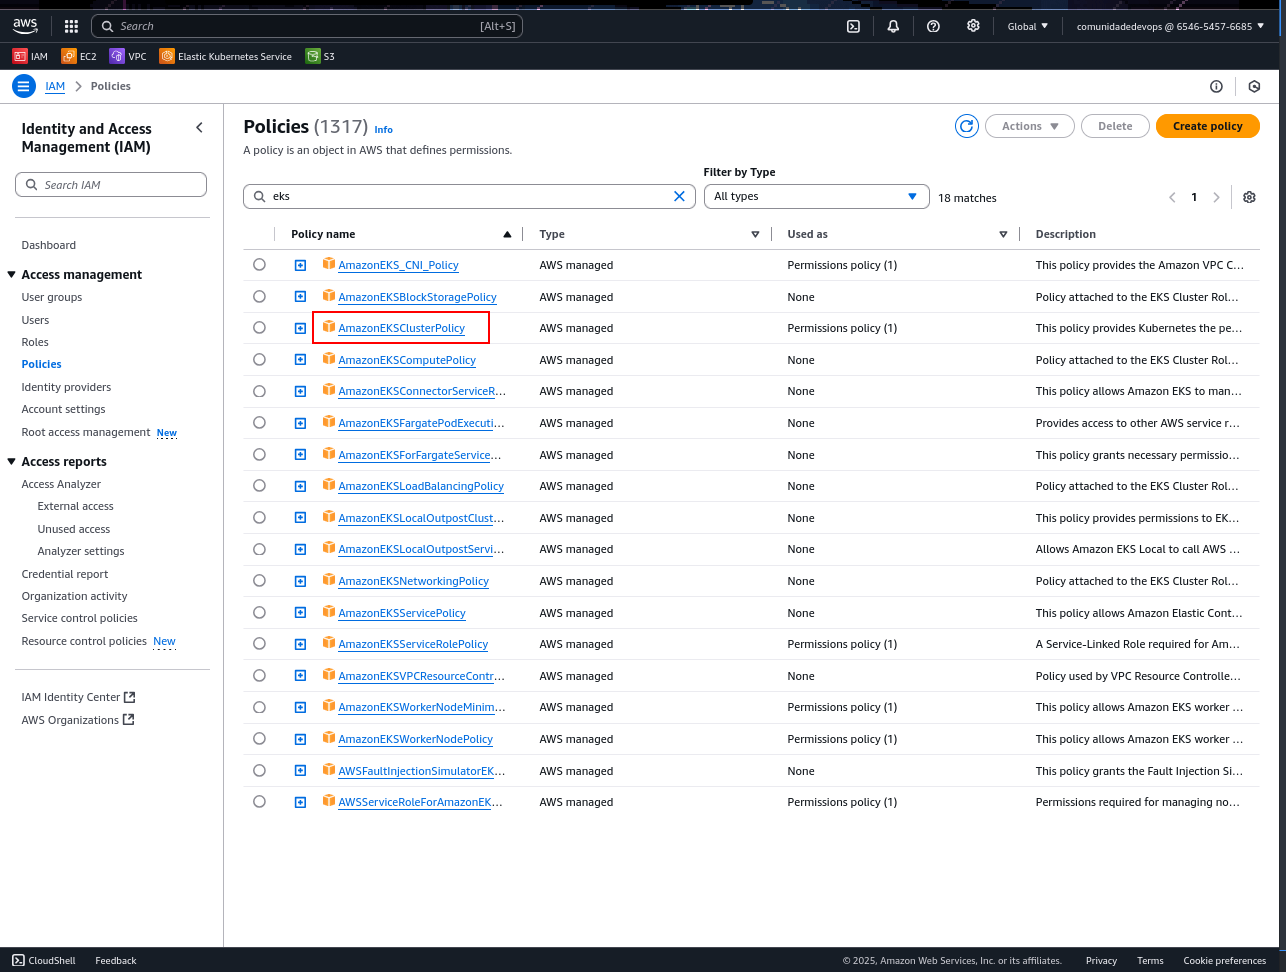 aws
Search [Alt+S] Global comunidadedevops @ 6546-5457-6685
IAM EC2 VPC Elastic Kubernetes Service S3
IAM Policies
Identity and Access
Management (IAM)
Search IAM
Dashboard
Access management
User groups
Users
Roles
Policies
Identity providers
Account settings
Root access management New
Access reports
Access Analyzer
External access
Unused access
Analyzer settings
Credential report
Organization activity
Service control policies
Resource control policies New
IAM Identity Center
AWS Organizations
Policies (1317) Info
Actions Delete Create policy
A policy is an object in AWS that defines permissions.
Filter by Type
eks All types 18 matches 1
Policy name Type Used as Description
AmazonEKS_CNI_Policy AWS managed Permissions policy (1) This policy provides the Amazon VPC C...
AmazonEKSBlockStoragePolicy AWS managed None Policy attached to the EKS Cluster Rol...
AmazonEKSClusterPolicy AWS managed Permissions policy (1) This policy provides Kubernetes the pe...
AmazonEKSComputePolicy AWS managed None Policy attached to the EKS Cluster Rol...
AmazonEKSConnectorServiceR... AWS managed None This policy allows Amazon EKS to man...
AmazonEKSFargatePodExecuti... AWS managed None Provides access to other AWS service r...
AmazonEKSForFargateService... AWS managed None This policy grants necessary permissio...
AmazonEKSLoadBalancingPolicy AWS managed None Policy attached to the EKS Cluster Rol...
AmazonEKSLocalOutpostClust... AWS managed None This policy provides permissions to EK...
AmazonEKSLocalOutpostServi... AWS managed None Allows Amazon EKS Local to call AWS ...
AmazonEKSNetworkingPolicy AWS managed None Policy attached to the EKS Cluster Rol...
AmazonEKSServicePolicy AWS managed None This policy allows Amazon Elastic Cont...
AmazonEKSServiceRolePolicy AWS managed Permissions policy (1) A Service-Linked Role required for Am...
AmazonEKSVPCResourceContr... AWS managed None Policy used by VPC Resource Controlle...
AmazonEKSWorkerNodeMinim... AWS managed Permissions policy (1) This policy allows Amazon EKS worker ...
AmazonEKSWorkerNodePolicy AWS managed Permissions policy (1) This policy allows Amazon EKS worker ...
AWSFaultInjectionSimulatorEK... AWS managed None This policy grants the Fault Injection Si...
AWSServiceRoleForAmazonEK... AWS managed Permissions policy (1) Permissions required for managing no...
CloudShell Feedback © 2025, Amazon Web Services, Inc. or its affiliates. Privacy Terms Cookie preferences